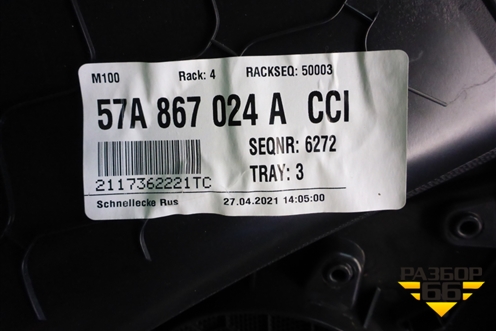 M100 Rack: 4 RACKSEQ: 50003
57A 867 024 A CCI
SEQNR: 6272
TRAY: 3
2117362221TC
Schnellecke Rus 27.04.2021 14:05:00
РАЗБОР
66